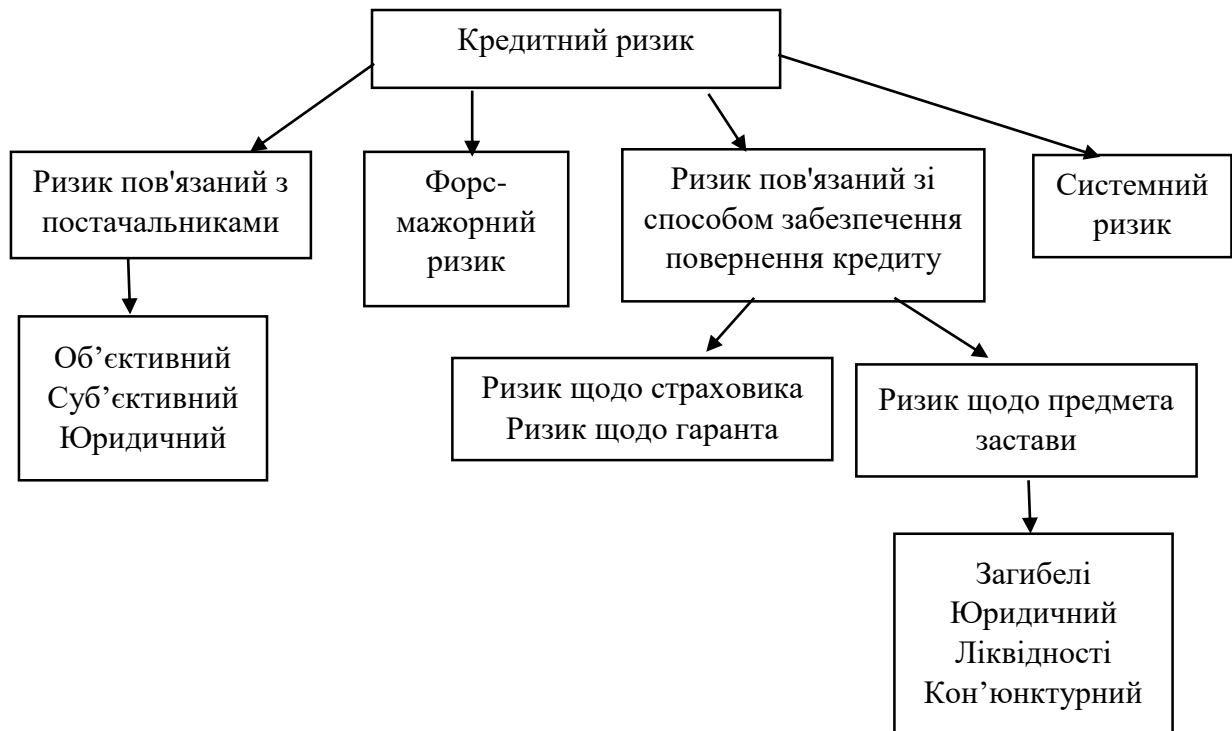 Кредитний ризик
Ризик пов'язаний з
постачальниками
Форс-
мажорний
ризик
Ризик пов'язаний зі
способом забезпечення
повернення кредиту
Системний
ризик
Об’єктивний
Суб’єктивний
Юридичний
Ризик щодо страховика
Ризик щодо гаранта
Ризик щодо предмета
застави
Загибелі
Юридичний
Ліквідності
Кон’юнктурний